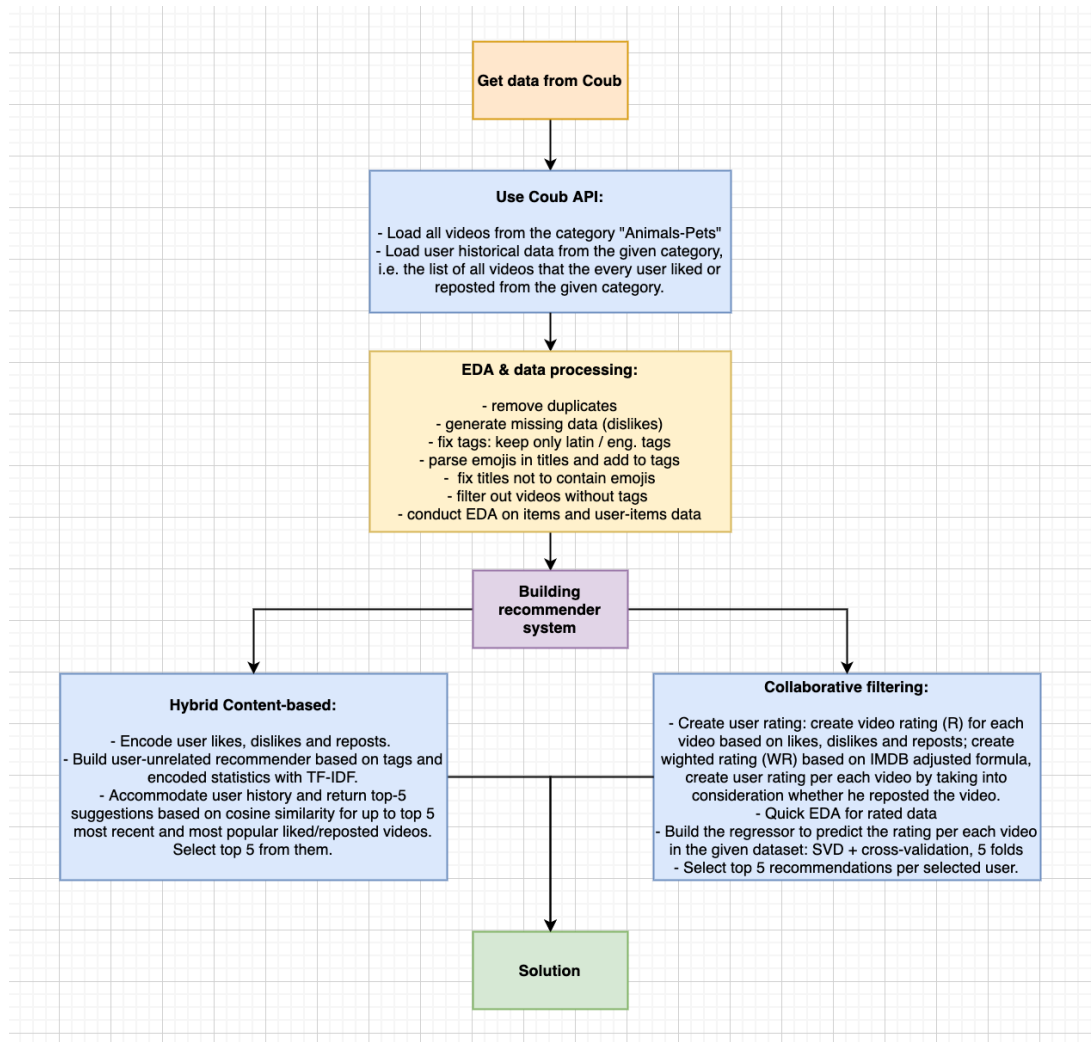 Get data from Coub
Use Coub API:
- Load all videos from the category "Animals-Pets"
- Load user historical data from the given category,
i.e. the list of all videos that the every user liked or
reposted from the given category.
EDA & data processing:
- remove duplicates
- generate missing data (dislikes)
- fix tags: keep only latin / eng. tags
- parse emojis in titles and add to tags
- fix titles not to contain emojis
- filter out videos without tags
- conduct EDA on items and user-items data
Building
recommender
system
Hybrid Content-based:
- Encode user likes, dislikes and reposts.
- Build user-unrelated recommender based on tags and
encoded statistics with TF-IDF.
- Accommodate user history and return top-5
suggestions based on cosine similarity for up to top 5
most recent and most popular liked/reposted videos.
Select top 5 from them.
Collaborative filtering:
- Create user rating: create video rating (R) for each
video based on likes, dislikes and reposts; create
wighted rating (WR) based on IMDB adjusted formula,
create user rating per each video by taking into
consideration whether he reposted the video.
- Quick EDA for rated data
- Build the regressor to predict the rating per each video
in the given dataset: SVD + cross-validation, 5 folds
- Select top 5 recommendations per selected user.
Solution